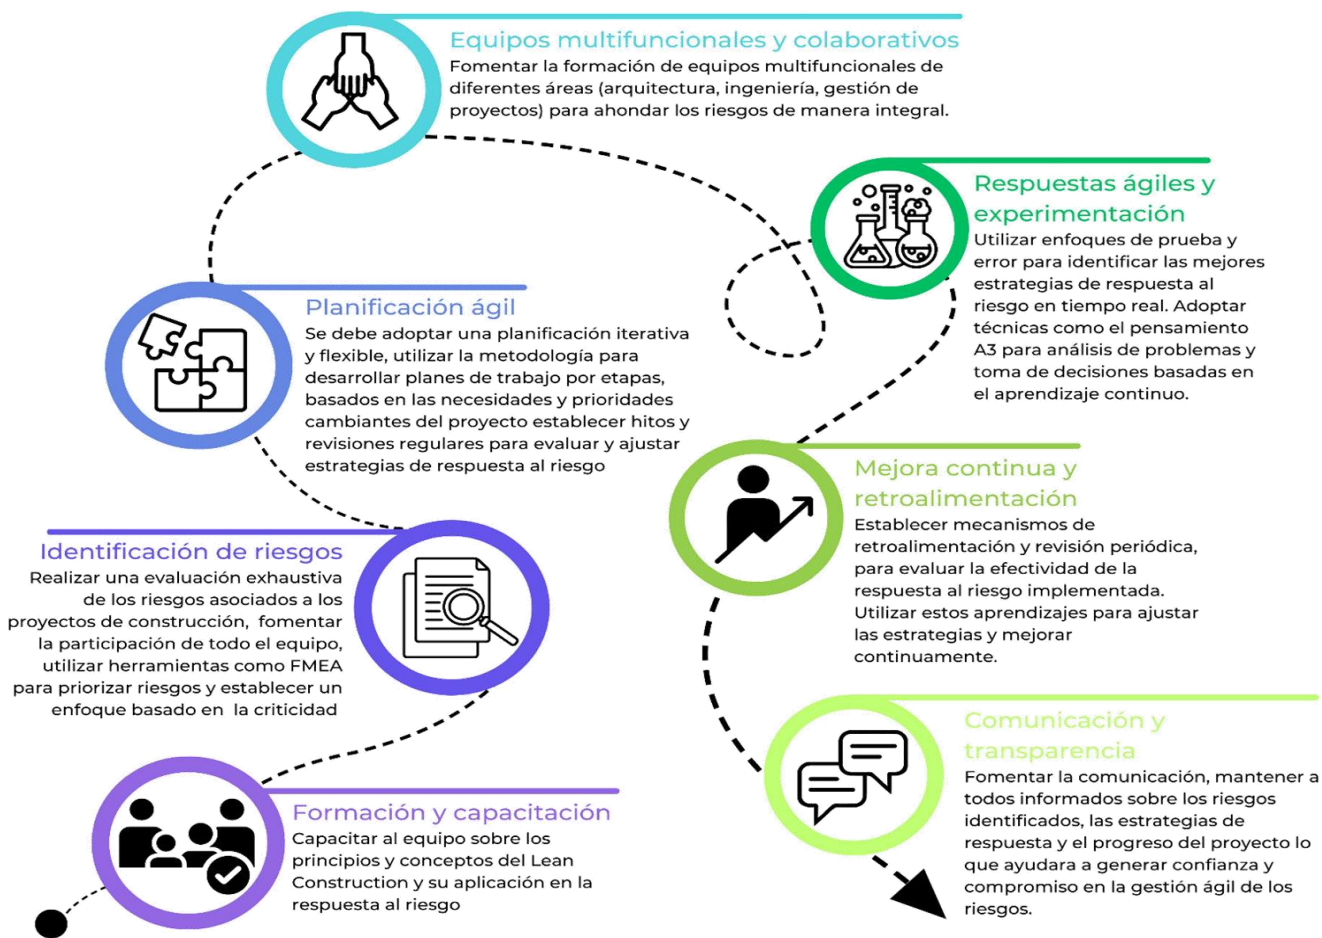 Equipos multifuncionales y colaborativos
Fomentar la formación de equipos multifuncionales de
diferentes áreas (arquitectura, ingeniería, gestión de
proyectos) para ahondar los riesgos de manera integral.
Respuestas ágiles y
experimentación
Utilizar enfoques de prueba y
error para identificar las mejores
estrategias de respuesta al
riesgo en tiempo real. Adoptar
técnicas como el pensamiento
A3 para análisis de problemas y
toma de decisiones basadas en
el aprendizaje continuo.
Planificación ágil
Se debe adoptar una planificación iterativa
y flexible, utilizar la metodología para
desarrollar planes de trabajo por etapas,
basados en las necesidades y prioridades
cambiantes del proyecto establecer hitos y
revisiones regulares para evaluar y ajustar
estrategias de respuesta al riesgo
Mejora continua y
retroalimentación
Establecer mecanismos de
retroalimentación y revisión periódica,
para evaluar la efectividad de la
respuesta al riesgo implementada.
Utilizar estos aprendizajes para ajustar
las estrategias y mejorar
continuamente.
Identificación de riesgos
Realizar una evaluación exhaustiva
de los riesgos asociados a los
proyectos de construcción, fomentar
la participación de todo el equipo,
utilizar herramientas como FMEA
para priorizar riesgos y establecer un
enfoque basado en la criticidad
Comunicación y
transparencia
Fomentar la comunicación, mantener a
todos informados sobre los riesgos
identificados, las estrategias de
respuesta y el progreso del proyecto lo
que ayudara a generar confianza y
compromiso en la gestión ágil de los
riesgos.
Formación y capacitación
Capacitar al equipo sobre los
principios y conceptos del Lean
Construction y su aplicación en la
respuesta al riesgo